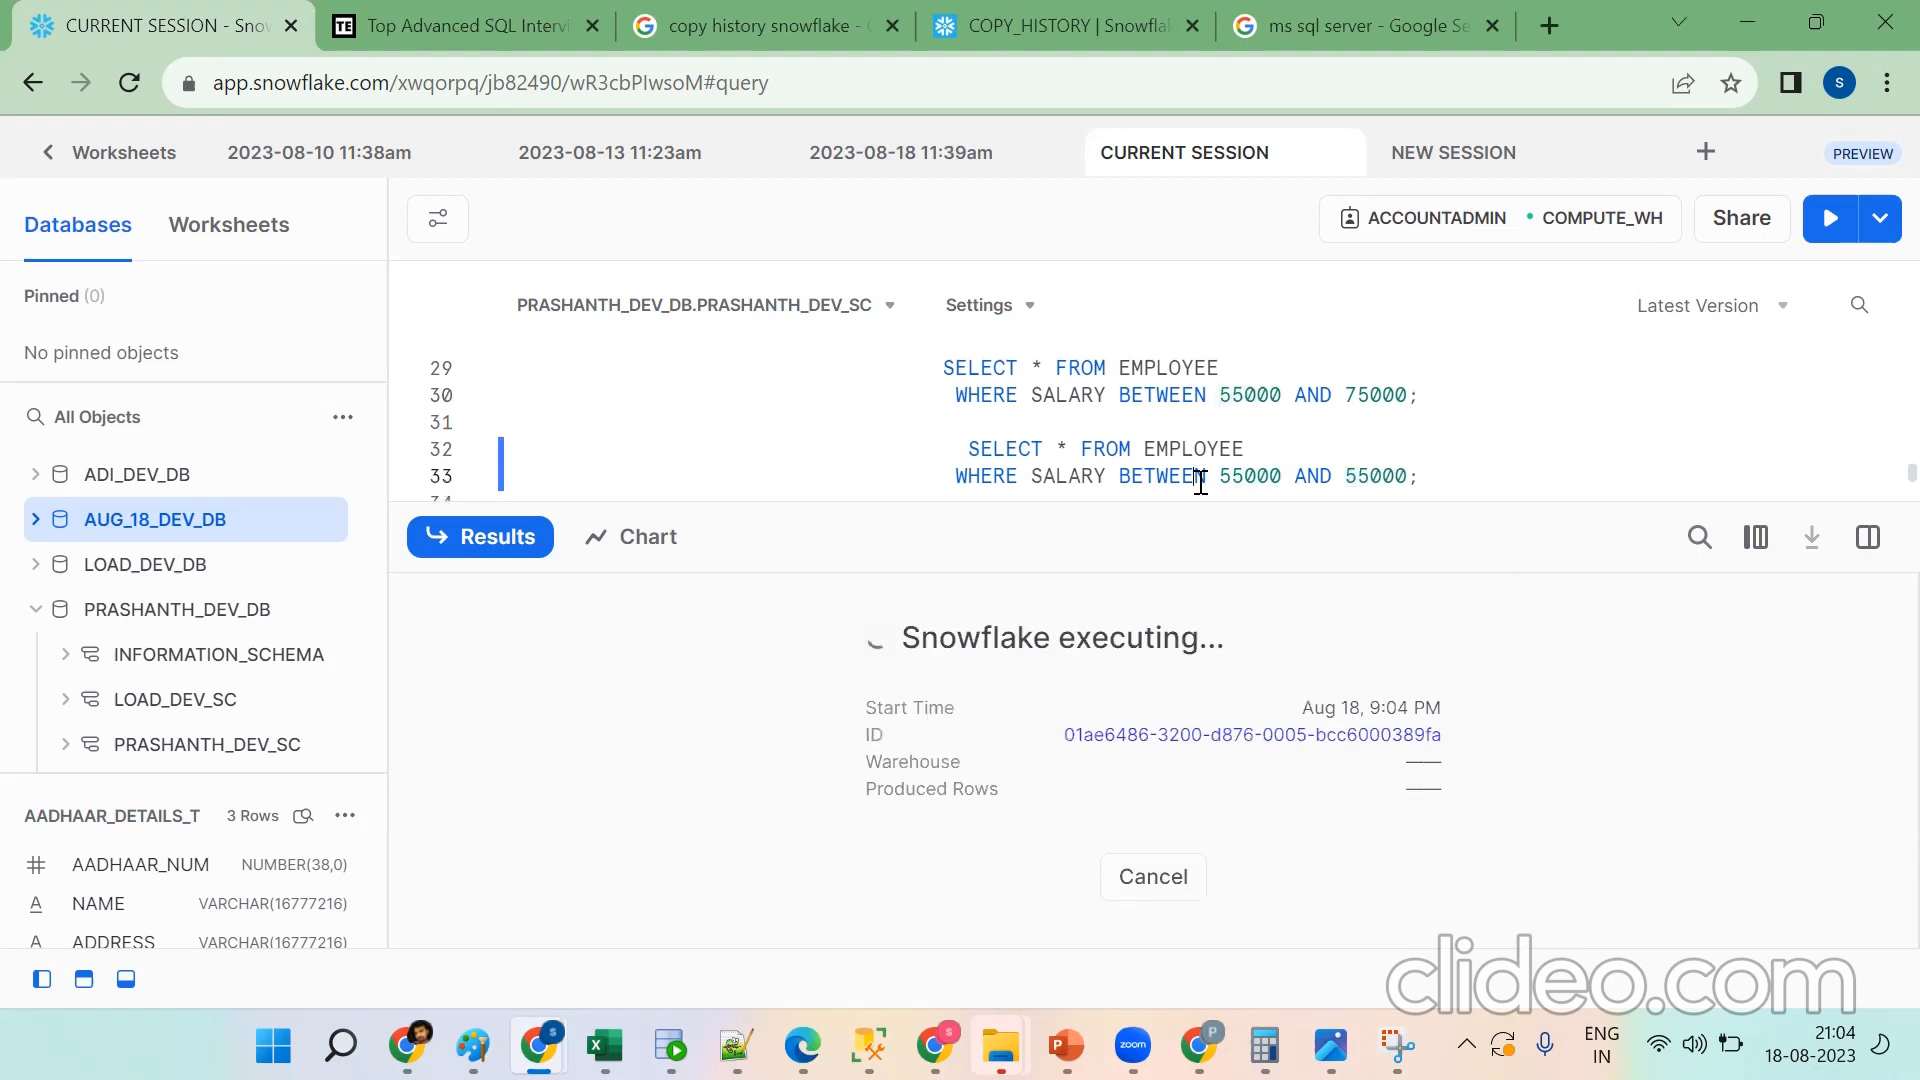 CURRENT SESSION - Snow
Top Advanced SQL Intervi
copy history snowflake - G
COPY_HISTORY | Snowflak
ms sql server - Google Se
app.snowflake.com/xwqorpq/jb82490/wR3cbPIwsoM#query
S
Worksheets
2023-08-10 11:38am
2023-08-13 11:23am
2023-08-18 11:39am
CURRENT SESSION
NEW SESSION
PREVIEW
Databases
Worksheets
ACCOUNTADMIN
COMPUTE_WH
Share
Pinned (0)
No pinned objects
PRASHANTH_DEV_DB.PRASHANTH_DEV_SC
Settings
Latest Version
29 SELECT * FROM EMPLOYEE
30 WHERE SALARY BETWEEN 55000 AND 75000;
31
32 SELECT * FROM EMPLOYEE
33 WHERE SALARY BETWEEN 55000 AND 55000;
34
All Objects
ADI_DEV_DB
AUG_18_DEV_DB
LOAD_DEV_DB
PRASHANTH_DEV_DB
INFORMATION_SCHEMA
LOAD_DEV_SC
PRASHANTH_DEV_SC
Results
Chart
Snowflake executing...
Start Time Aug 18, 9:04 PM
ID 01ae6486-3200-d876-0005-bcc6000389fa
Warehouse
Produced Rows
Cancel
AADHAAR_DETAILS_T 3 Rows
AADHAAR_NUM NUMBER(38,0)
NAME VARCHAR(16777216)
ADDRESS VARCHAR(16777216)
clideo.com
zoom
ENG
IN
21:04
18-08-2023